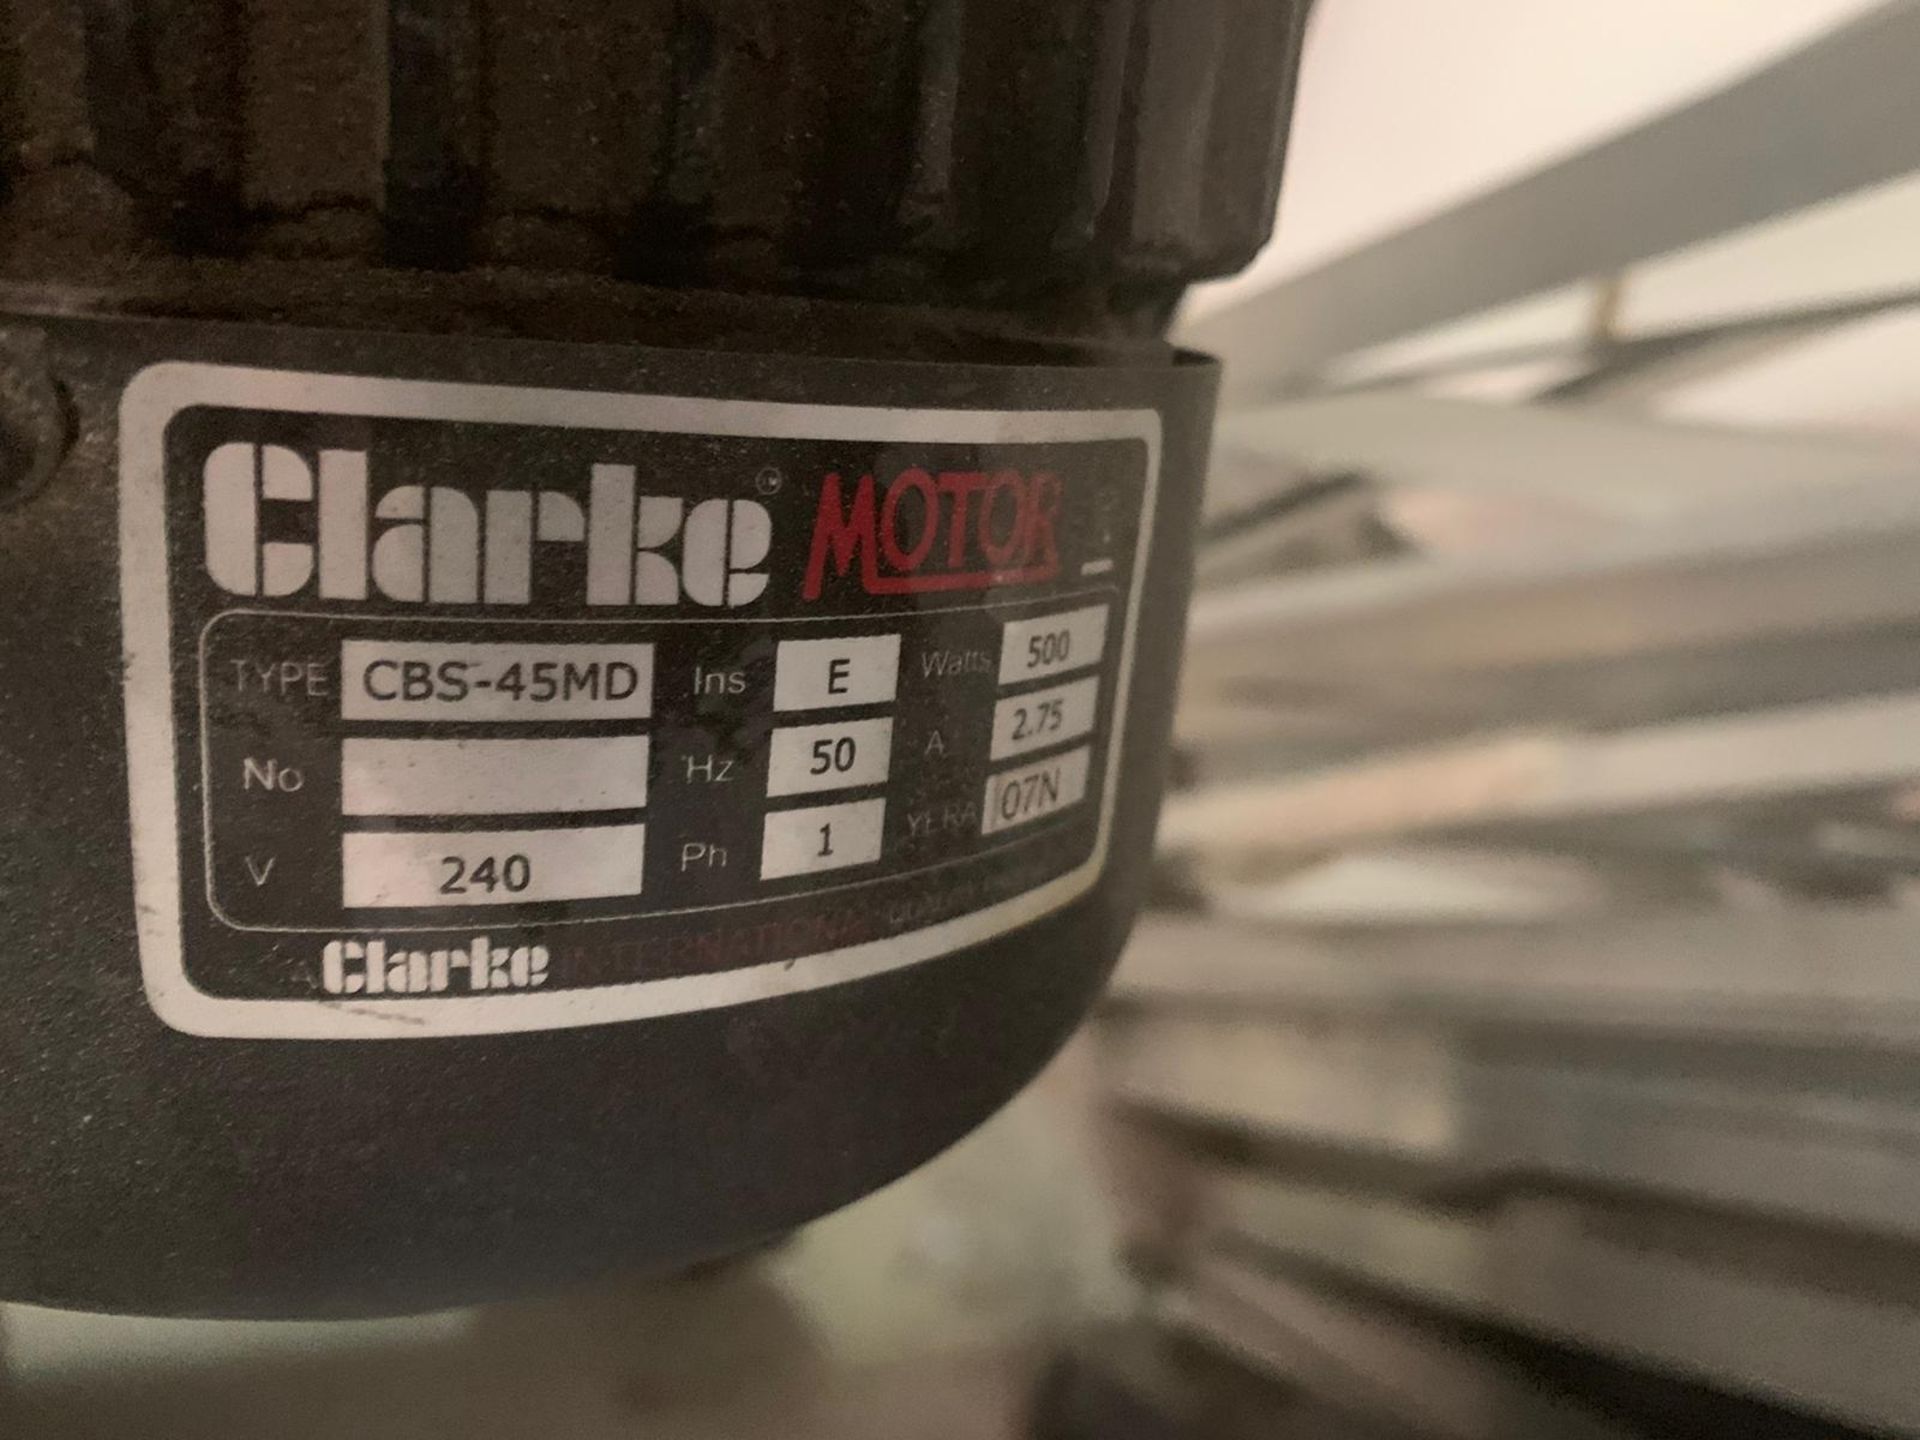 Clarke MOTOR
TYPE CBS-45MD Ins E Watts 500
No Hz 50 A 2.75
V 240 Ph 1 YERA 07N
Clarke INTERNATIONAL